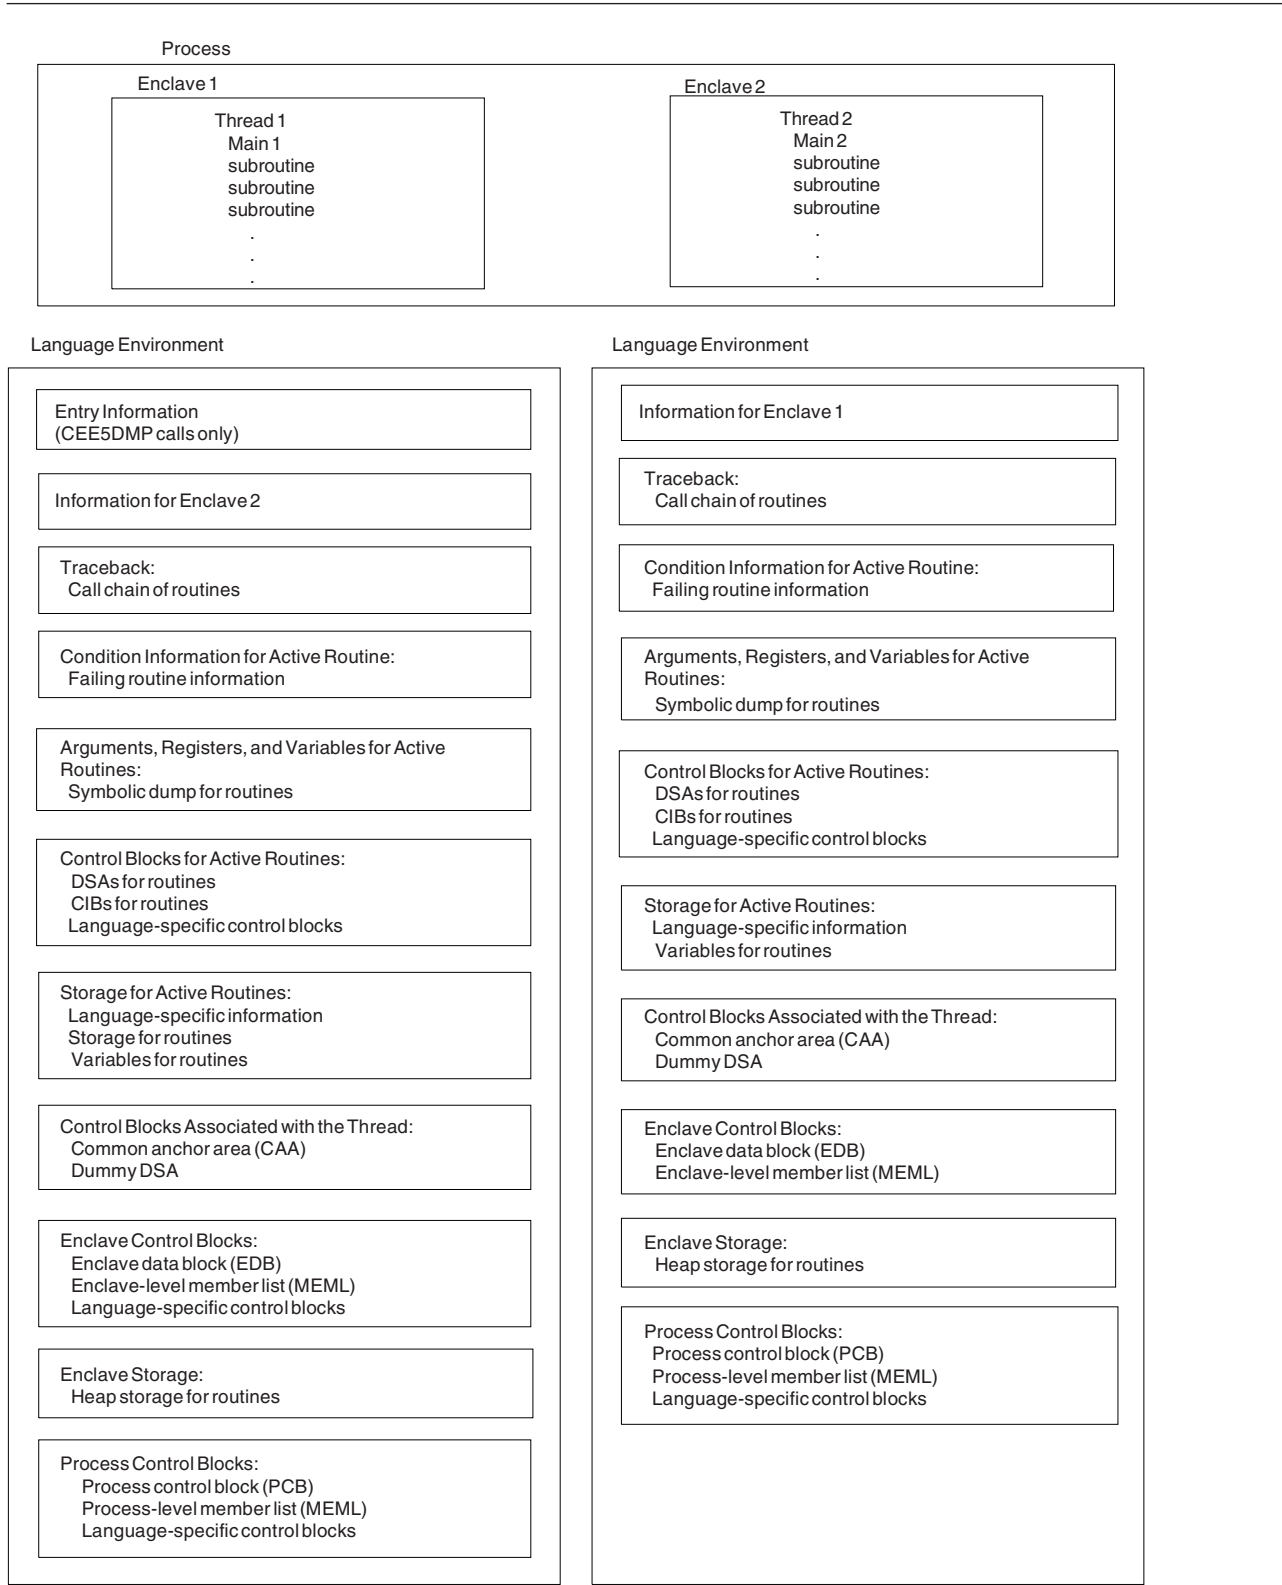 Process
Enclave 1
Thread 1
Main 1
subroutine
subroutine
subroutine
.
.
.
Enclave 2
Thread 2
Main 2
subroutine
subroutine
subroutine
.
.
.
Language Environment
Entry Information
(CEE5DMP calls only)
Information for Enclave 2
Traceback:
Call chain of routines
Condition Information for Active Routine:
Failing routine information
Arguments, Registers, and Variables for Active
Routines:
Symbolic dump for routines
Control Blocks for Active Routines:
DSAs for routines
CIBs for routines
Language-specific control blocks
Storage for Active Routines:
Language-specific information
Storage for routines
Variables for routines
Control Blocks Associated with the Thread:
Common anchor area (CAA)
Dummy DSA
Enclave Control Blocks:
Enclave data block (EDB)
Enclave-level member list (MEML)
Language-specific control blocks
Enclave Storage:
Heap storage for routines
Process Control Blocks:
Process control block (PCB)
Process-level member list (MEML)
Language-specific control blocks
Language Environment
Information for Enclave 1
Traceback:
Call chain of routines
Condition Information for Active Routine:
Failing routine information
Arguments, Registers, and Variables for Active
Routines:
Symbolic dump for routines
Control Blocks for Active Routines:
DSAs for routines
CIBs for routines
Language-specific control blocks
Storage for Active Routines:
Language-specific information
Variables for routines
Control Blocks Associated with the Thread:
Common anchor area (CAA)
Dummy DSA
Enclave Control Blocks:
Enclave data block (EDB)
Enclave-level member list (MEML)
Enclave Storage:
Heap storage for routines
Process Control Blocks:
Process control block (PCB)
Process-level member list (MEML)
Language-specific control blocks